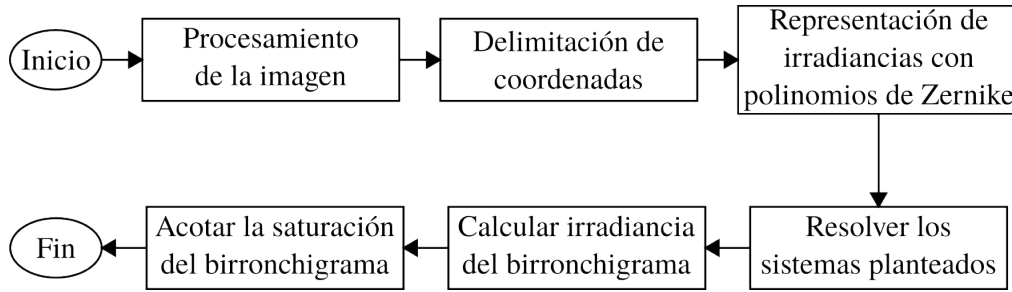 Inicio
Procesamiento
de la imagen
Delimitación de
coordenadas
Representación de
irradiancias con
polinomios de Zernike
Resolver los
sistemas planteados
Calcular irradiancia
del birronchigrama
Acotar la saturación
del birronchigrama
Fin